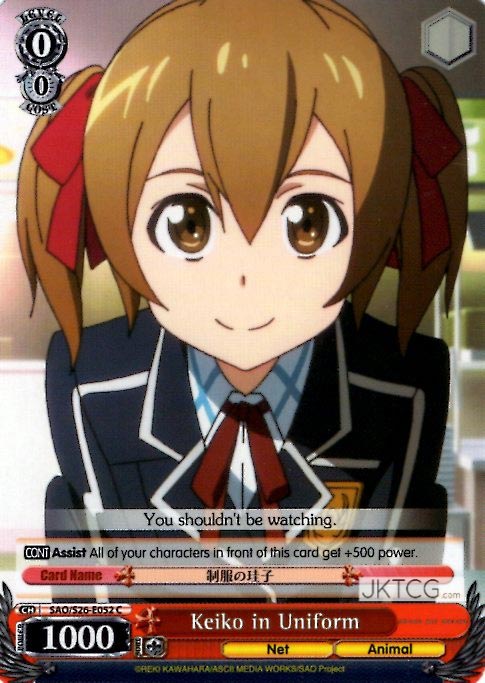 LEVEL
0
0
COST
You shouldn't be watching.
CONT Assist All of your characters in front of this card get +500 power.
Card Name 制服の珪子
JKTCG.com
CH SAO/S26-E052 C
Keiko in Uniform
POWER 1000
Net Animal
©REKI KAWAHARA/ASCII MEDIA WORKS/SAO Project